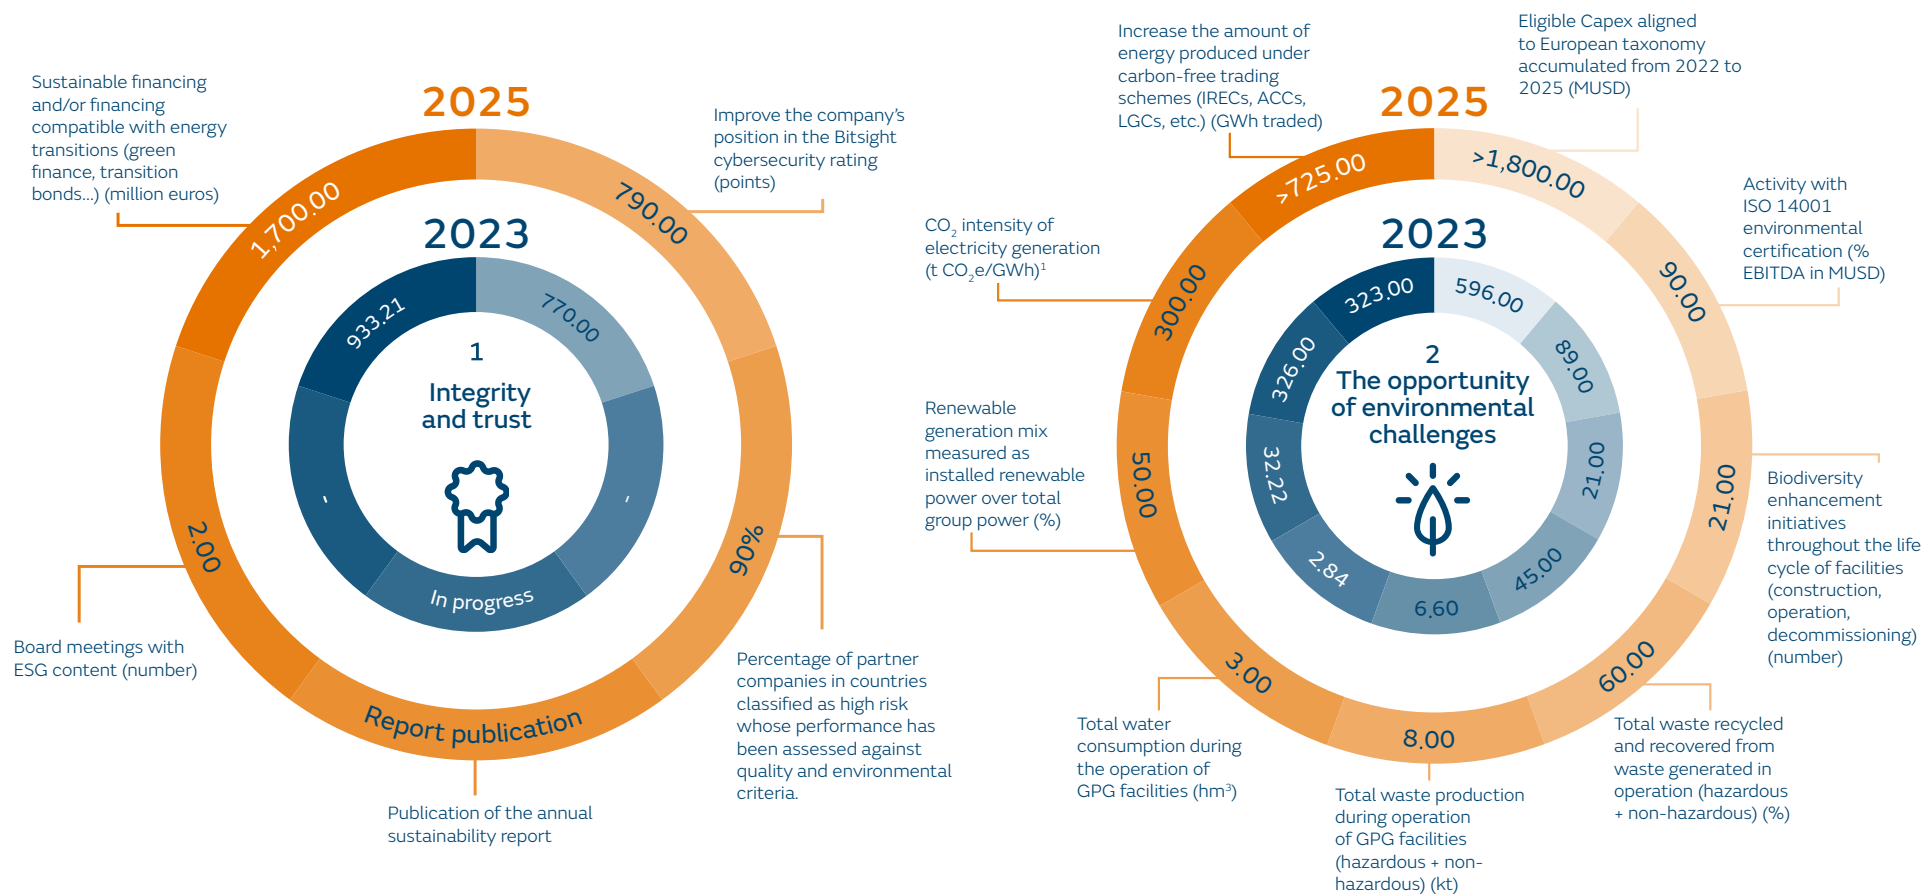 Sustainable financing
and/or financing
compatible with energy
transitions (green
finance, transition
bonds...) (million euros)
2025
Improve the company's
position in the Bitsight
cybersecurity rating
(points)
1,700.00
790.00
2023
933.21
770.00
1
Integrity
and trust
-
-
2.00
90%
In progress
Report publication
Board meetings with
ESG content (number)
Percentage of partner
companies in countries
classified as high risk
whose performance has
been assessed against
quality and environmental
criteria.
Publication of the annual
sustainability report
Increase the amount of
energy produced under
carbon-free trading
schemes (IRECs, ACCs,
LGCs, etc.) (GWh traded)
2025
Eligible Capex aligned
to European taxonomy
accumulated from 2022 to
2025 (MUSD)
>725.00
>1,800.00
Activity with
ISO 14001
environmental
certification (%
EBITDA in MUSD)
CO₂ intensity of
electricity generation
(t CO₂e/GWh)¹
2023
300.00
90.00
323.00
596.00
326.00
89.00
2
The opportunity
of environmental
challenges
Renewable
generation mix
measured as
installed renewable
power over total
group power (%)
50.00
32.22
21.00
21.00
Biodiversity
enhancement
initiatives
throughout the life
cycle of facilities
(construction,
operation,
decommissioning)
(number)
2.84
6.60
45.00
3.00
8.00
60.00
Total water
consumption during
the operation of
GPG facilities (hm³)
Total waste production
during operation
of GPG facilities
(hazardous + non-
hazardous) (kt)
Total waste recycled
and recovered from
waste generated in
operation (hazardous
+ non-hazardous) (%)